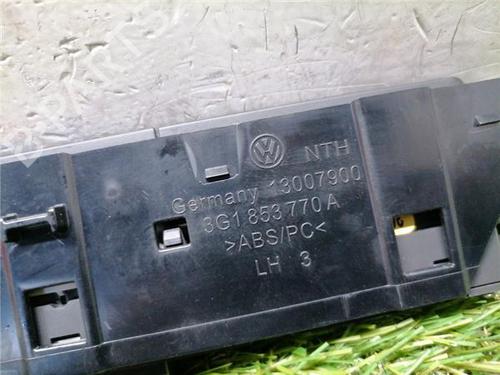 NTH
Germany 13007900
3G1 853 770 A
>ABS/PC<
LH 3